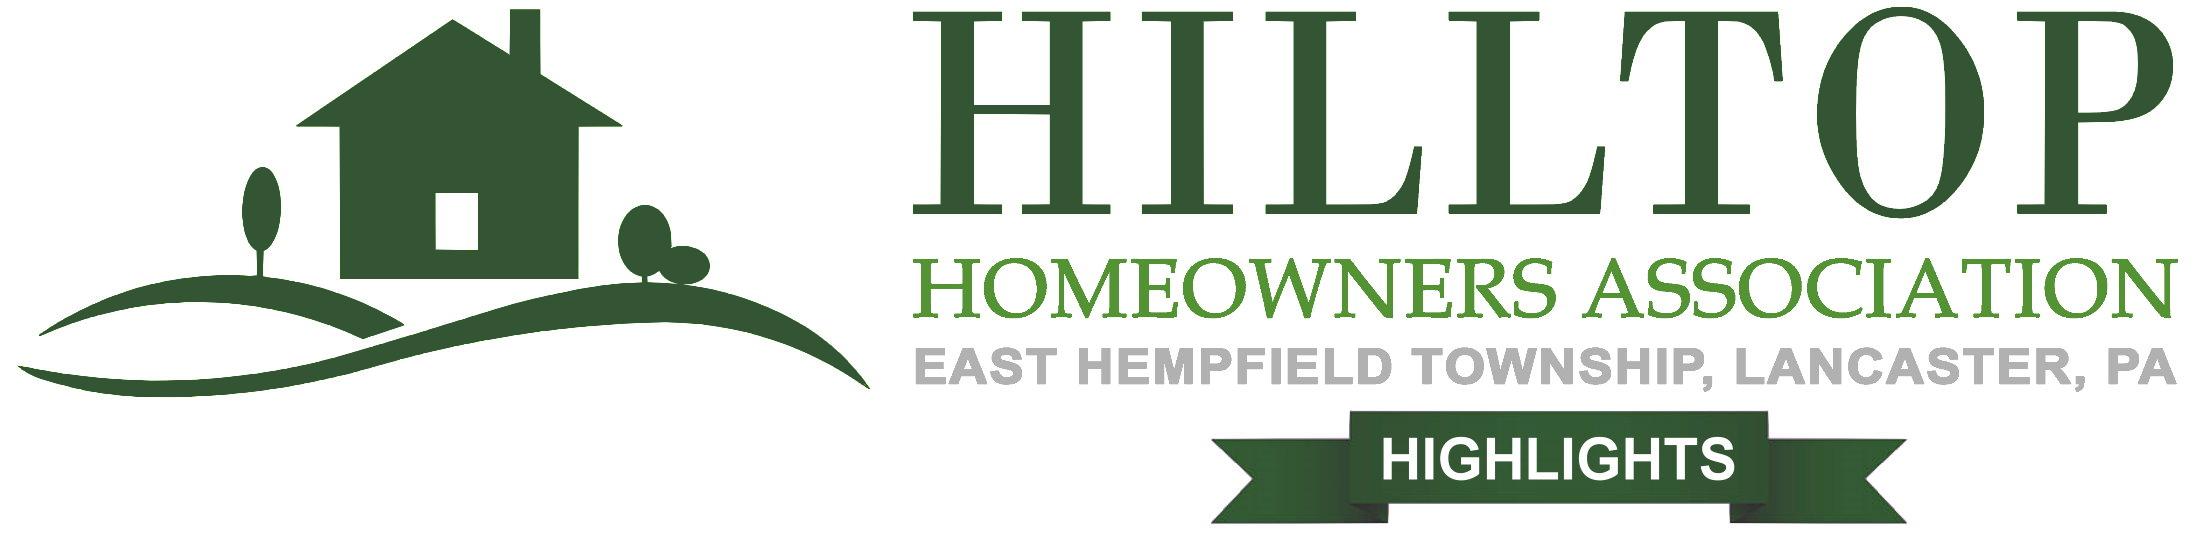 HILLTOP
HOMEOWNERS ASSOCIATION
EAST HEMPFIELD TOWNSHIP, LANCASTER, PA
HIGHLIGHTS